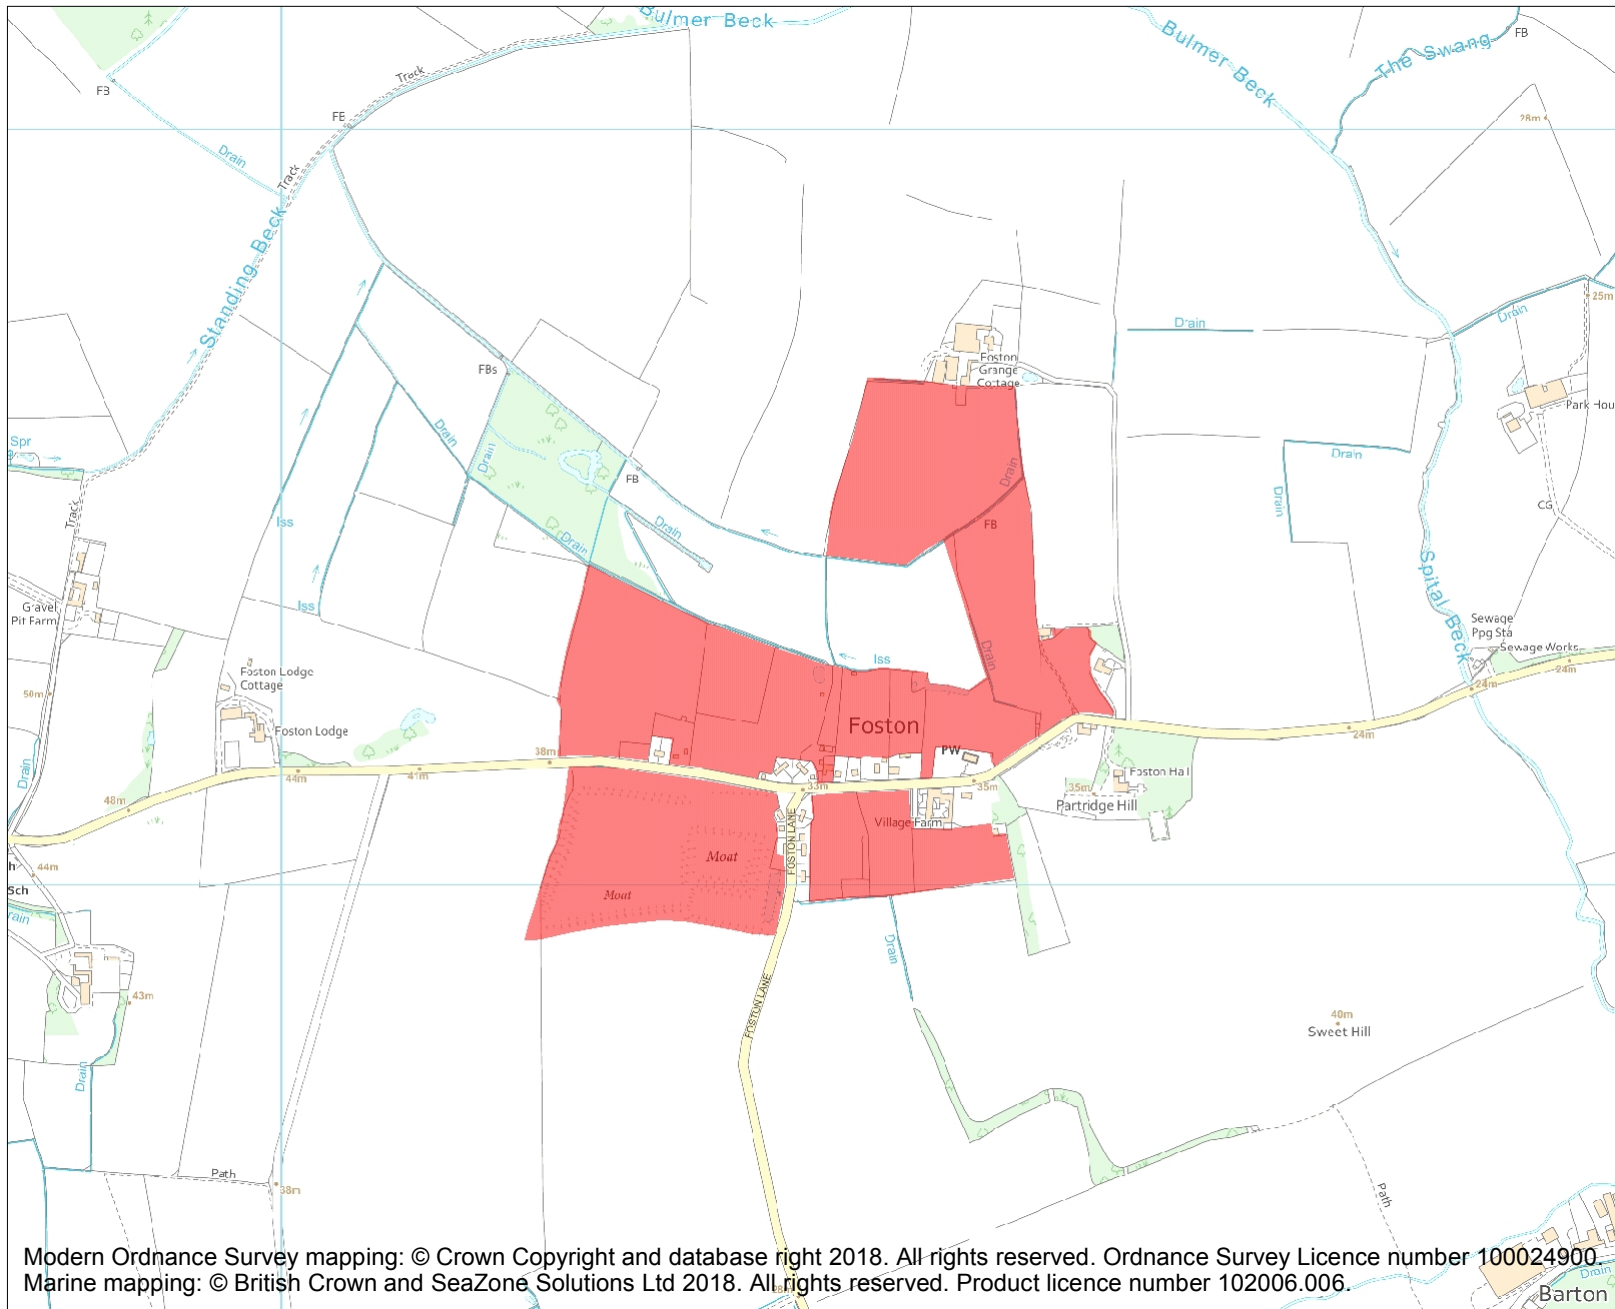 Bulmer Beck
Bulmer Beck
The Swang
FB
Track
FB
FB
28m
Drain
Track
Standing Beck
25m
Drain
Drain
Foston
Grange
Cottage
FBs
Park Hou
Spr
Drain
Drain
Drain
Drain
FB
Drain
Track
Iss
Drain
FB
Drain
CG
Drain
Spital Beck
Iss
Gravel
Pit Farm
Sewage
Ppg Sta
Sewage Works
24m
24m
Iss
Drain
Foston Lodge
Cottage
50m
Foston
Foston Lodge
38m
PW
24m
Drain
44m
41m
Foston Hall
48m
33m
35m
35m
Partridge Hill
FOSTON LANE
Village Farm
Moat
Moat
h
44m
Sch
rain
Drain
43m
FOSTON LANE
40m
Sweet Hill
Drain
Path
38m
Path
Modern Ordnance Survey mapping: © Crown Copyright and database right 2018. All rights reserved. Ordnance Survey Licence number 100024900.
Marine mapping: © British Crown and SeaZone Solutions Ltd 2018. All rights reserved. Product licence number 102006.006.
28m
Drain
Barton